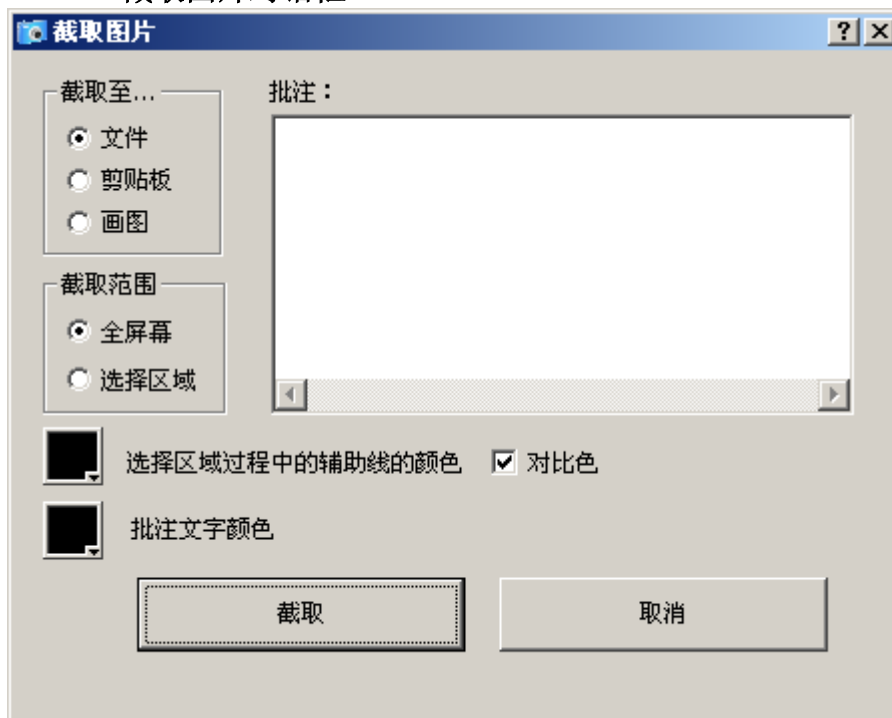 截取图片
截取至...
文件
剪贴板
画图
批注：
截取范围
全屏幕
选择区域
选择区域过程中的辅助线的颜色
对比色
批注文字颜色
截取
取消